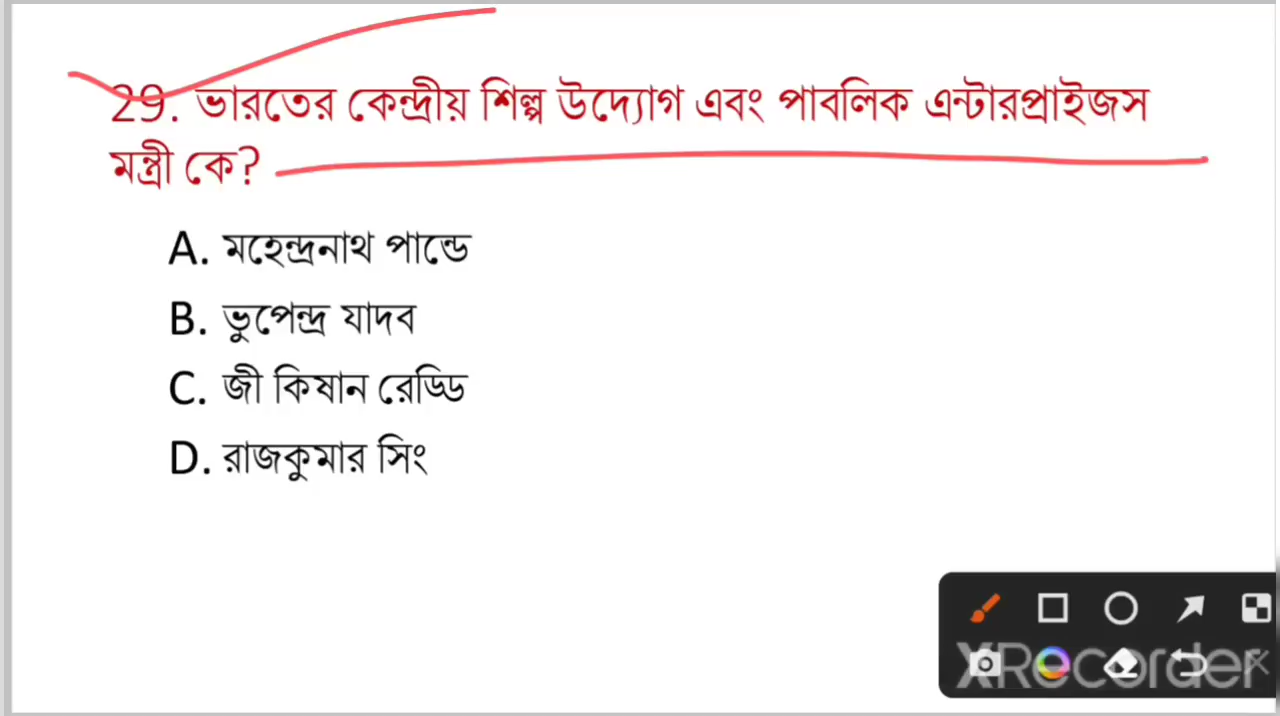 29. ভারতের কেন্দ্রীয় শিল্প উদ্যোগ এবং পাবলিক এন্টারপ্রাইজস
মন্ত্রী কে?
A. মহেন্দ্রনাথ পান্ডে
B. ভুপেন্দ্র যাদব
C. জী কিষান রেড্ডি
D. রাজকুমার সিং
XRecorder